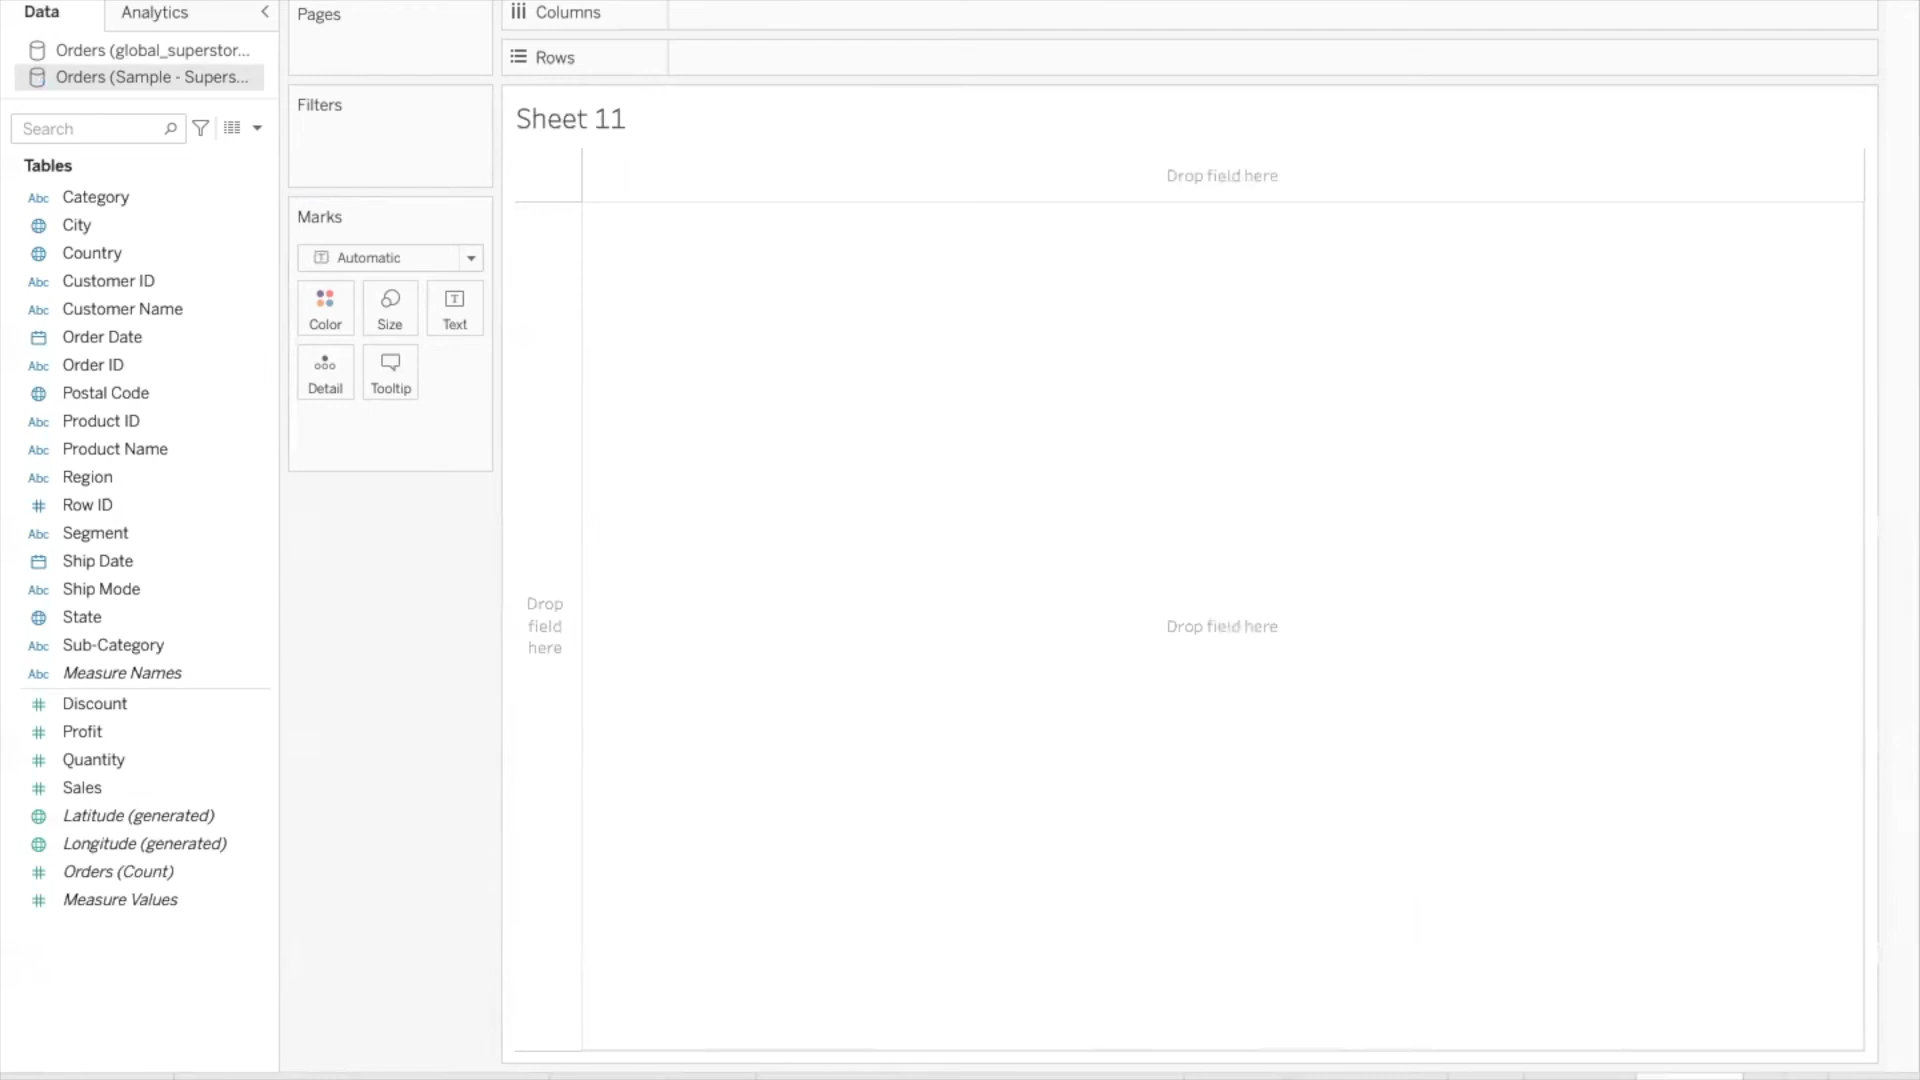 Data
Analytics
Orders (global_superstor...
Orders (Sample - Supers...
Search
Tables
Abc Category
City
Country
Abc Customer ID
Abc Customer Name
Order Date
Abc Order ID
Postal Code
Abc Product ID
Abc Product Name
Abc Region
# Row ID
Abc Segment
Ship Date
Abc Ship Mode
State
Abc Sub-Category
Abc Measure Names
# Discount
# Profit
# Quantity
# Sales
Latitude (generated)
Longitude (generated)
# Orders (Count)
# Measure Values
Pages
Filters
Marks
T Automatic
Color
Size
T
Text
Detail
Tooltip
Columns
Rows
Sheet 11
Drop field here
Drop
field
here
Drop field here